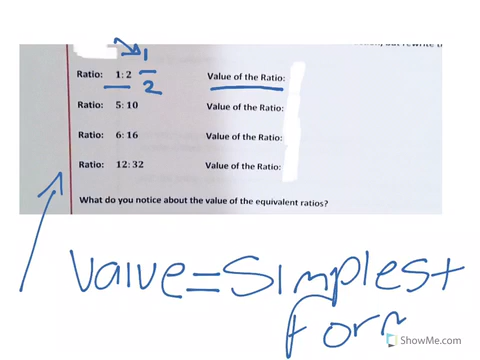 1
Ratio: 1: 2 2 Value of the Ratio:
Ratio: 5: 10 Value of the Ratio:
Ratio: 6: 16 Value of the Ratio:
Ratio: 12: 32 Value of the Ratio:
What do you notice about the value of the equivalent ratios?
Value=Simplest
form
ShowMe.com